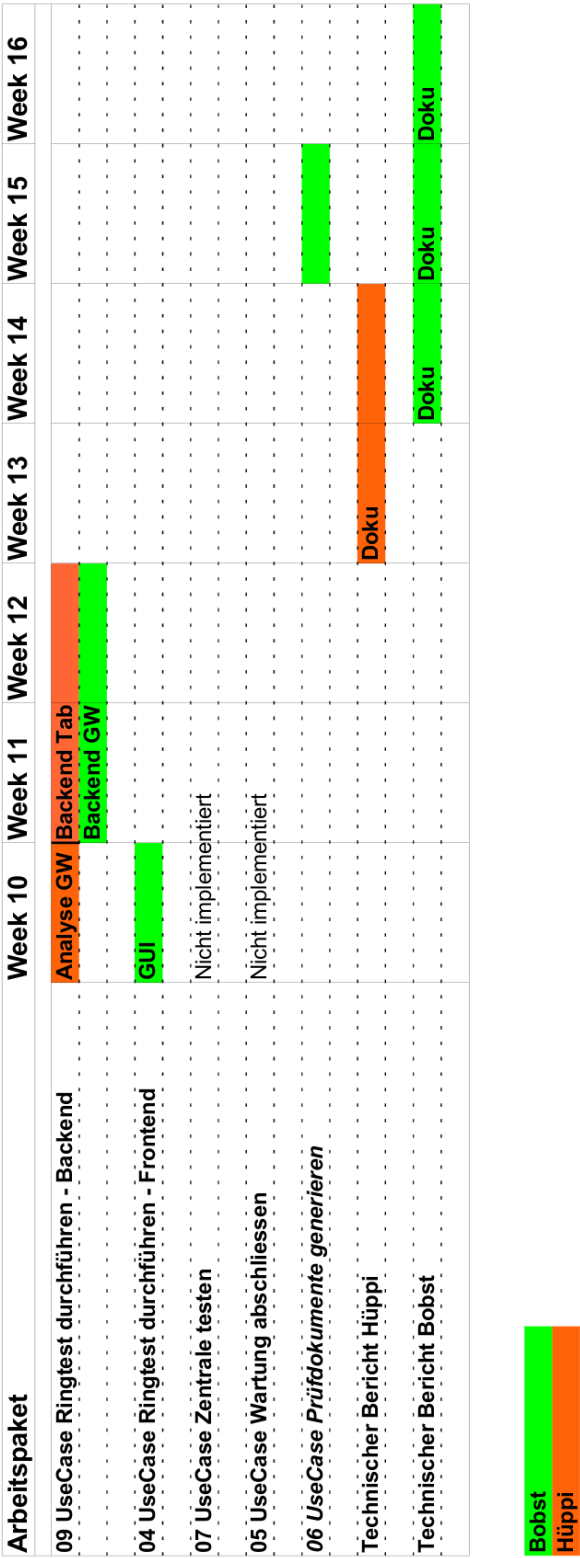 Arbeitspaket Week 10 Week 11 Week 12 Week 13 Week 14 Week 15 Week 16
09 UseCase Ringtest durchführen - Backend Analyse GW Backend Tab
Backend GW
04 UseCase Ringtest durchführen - Frontend GUI
07 UseCase Zentrale testen Nicht implementiert
05 UseCase Wartung abschliessen Nicht implementiert
06 UseCase Prüfdokumente generieren
Technischer Bericht Hüppi Doku
Technischer Bericht Bobst Doku Doku Doku
Bobst
Hüppi